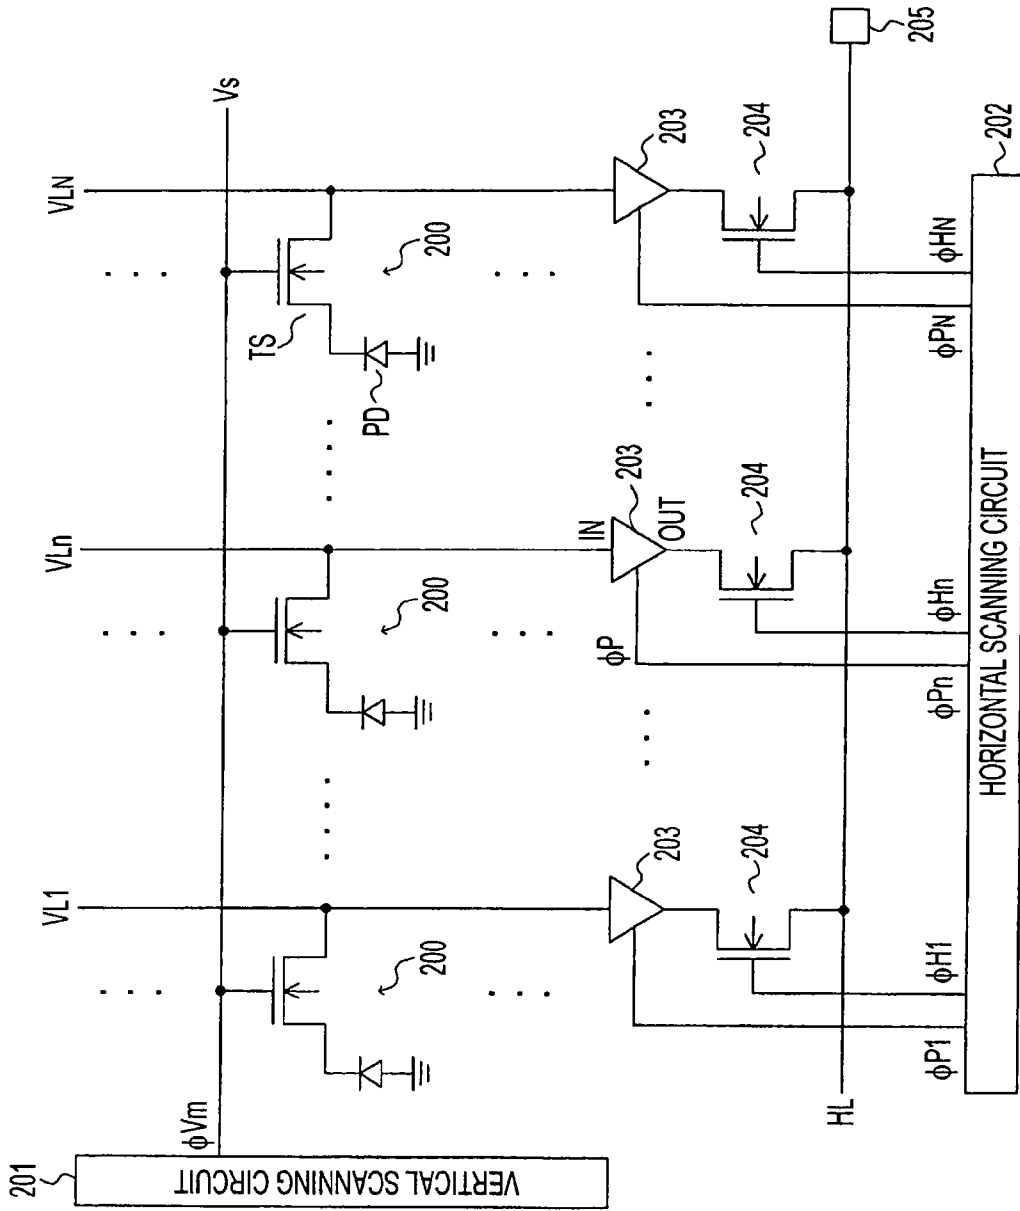 201
VERTICAL SCANNING CIRCUIT
ϕVm
Vs
VL1
VLn
VLN
. . .
. . .
. . .
200
200
200
TS
PD
. . . .
. . . .
. . .
. . .
. . .
IN
OUT
203
203
203
ϕP
. . .
. . .
204
204
204
HL
205
ϕP1
ϕH1
ϕPn
ϕHn
ϕPN
ϕHN
HORIZONTAL SCANNING CIRCUIT
202